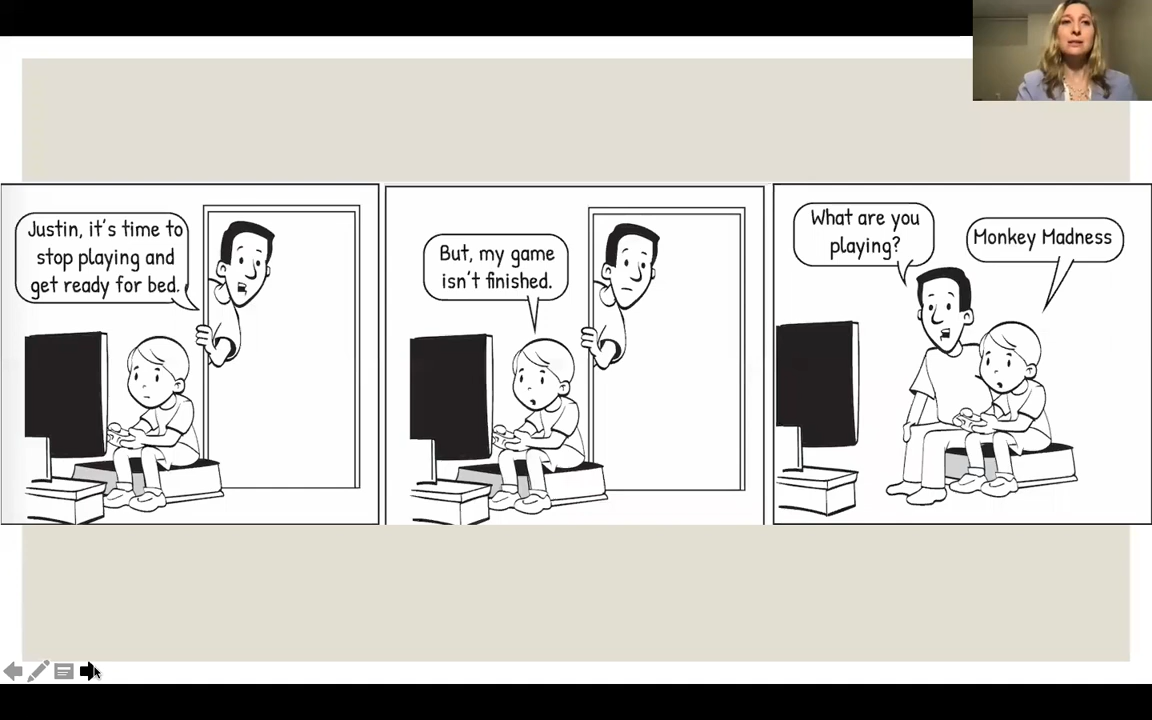 Justin, it's time to
stop playing and
get ready for bed.
But, my game
isn't finished.
What are you
playing?
Monkey Madness